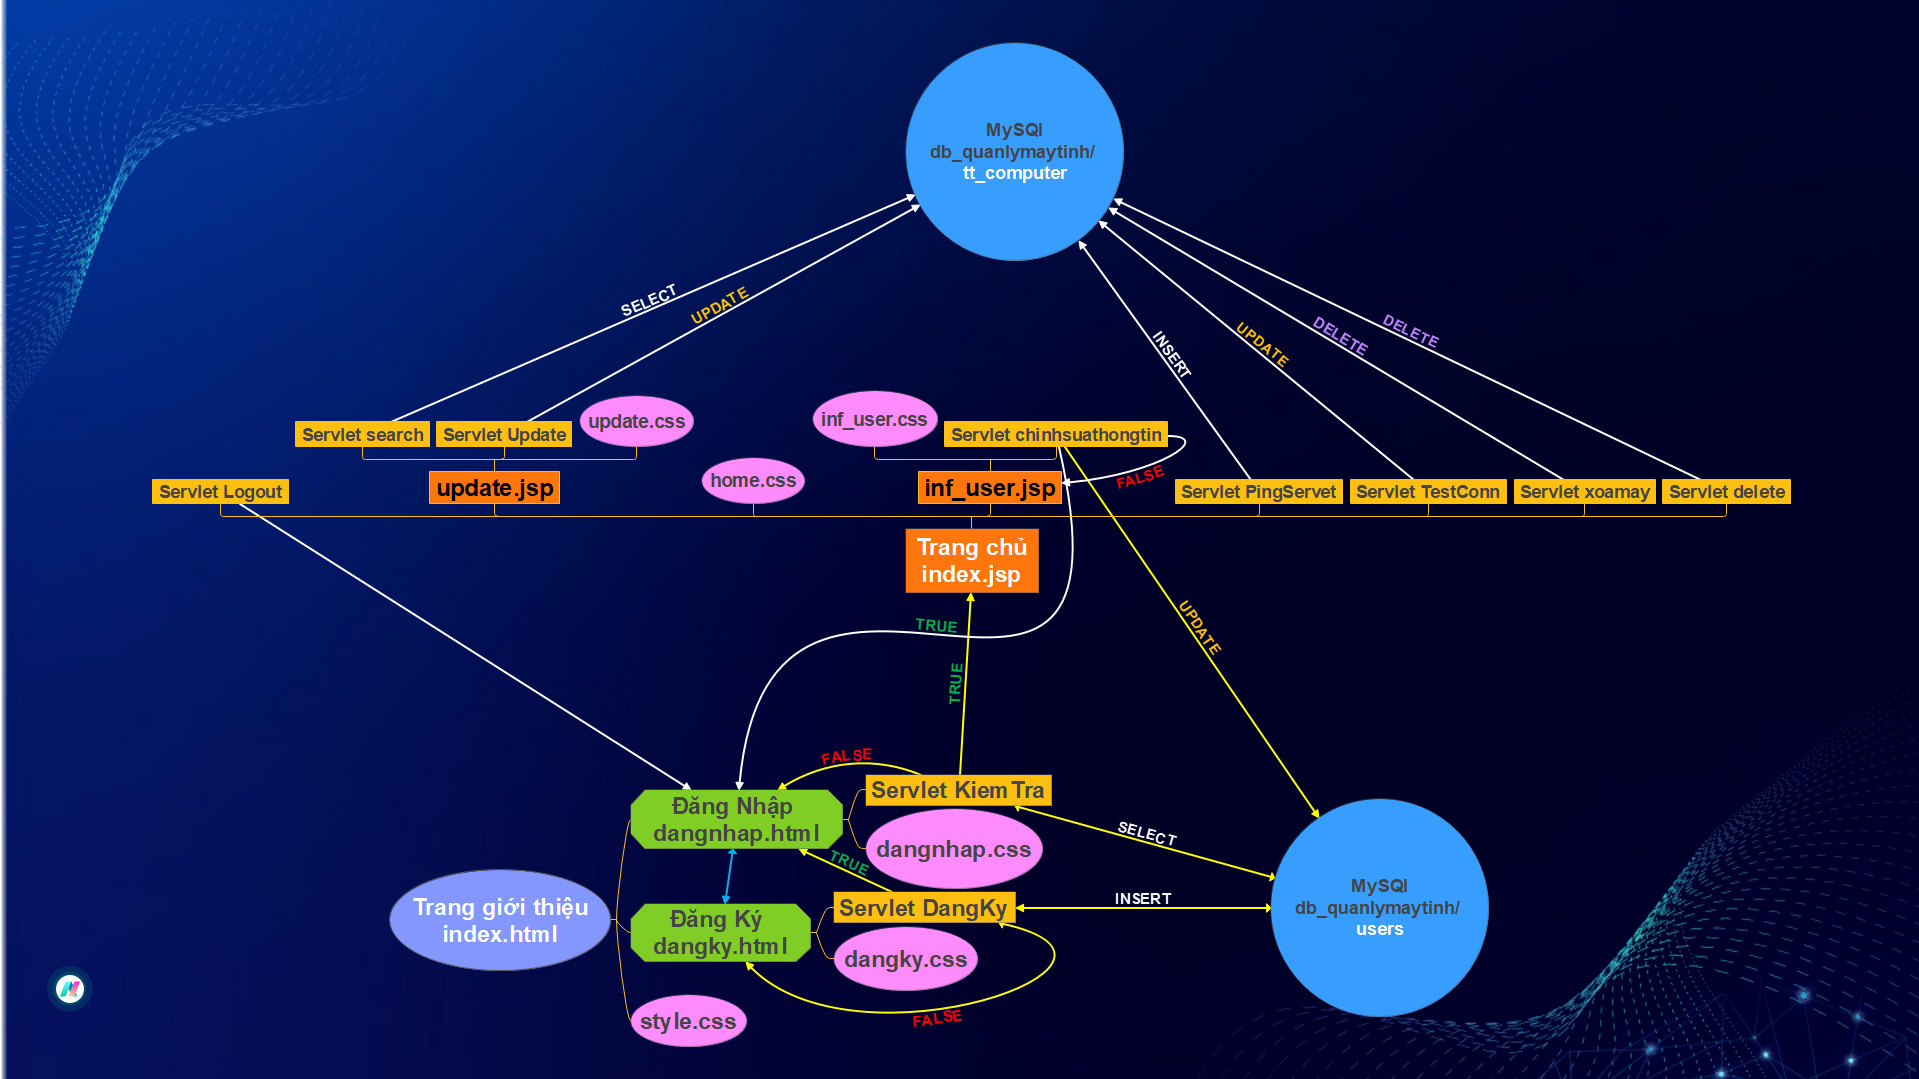 MySQl
db_quanlymaytinh/
tt_computer
SELECT
UPDATE
INSERT
UPDATE
DELETE
DELETE
Servlet search
Servlet Update
update.css
inf_user.css
Servlet chinhsuathongtin
FALSE
Servlet Logout
update.jsp
home.css
inf_user.jsp
Servlet PingServet
Servlet TestConn
Servlet xoamay
Servlet delete
Trang chủ
index.jsp
TRUE
UPDATE
TRUE
FALSE
Servlet Kiem Tra
Đăng Nhập
dangnhap.html
SELECT
dangnhap.css
TRUE
Servlet DangKy
INSERT
MySQl
db_quanlymaytinh/
users
Trang giới thiệu
index.html
Đăng Ký
dangky.html
dangky.css
FALSE
style.css